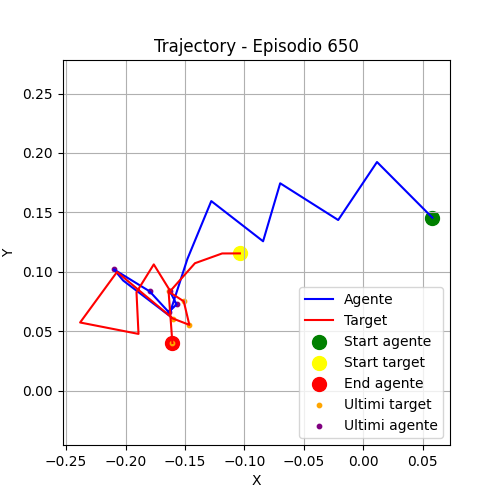 Trajectory - Episodio 650
Y
0.25
0.20
0.15
0.10
0.05
0.00
−0.25
−0.20
−0.15
−0.10
−0.05
0.00
0.05
X
Agente
Target
Start agente
Start target
End agente
Ultimi target
Ultimi agente